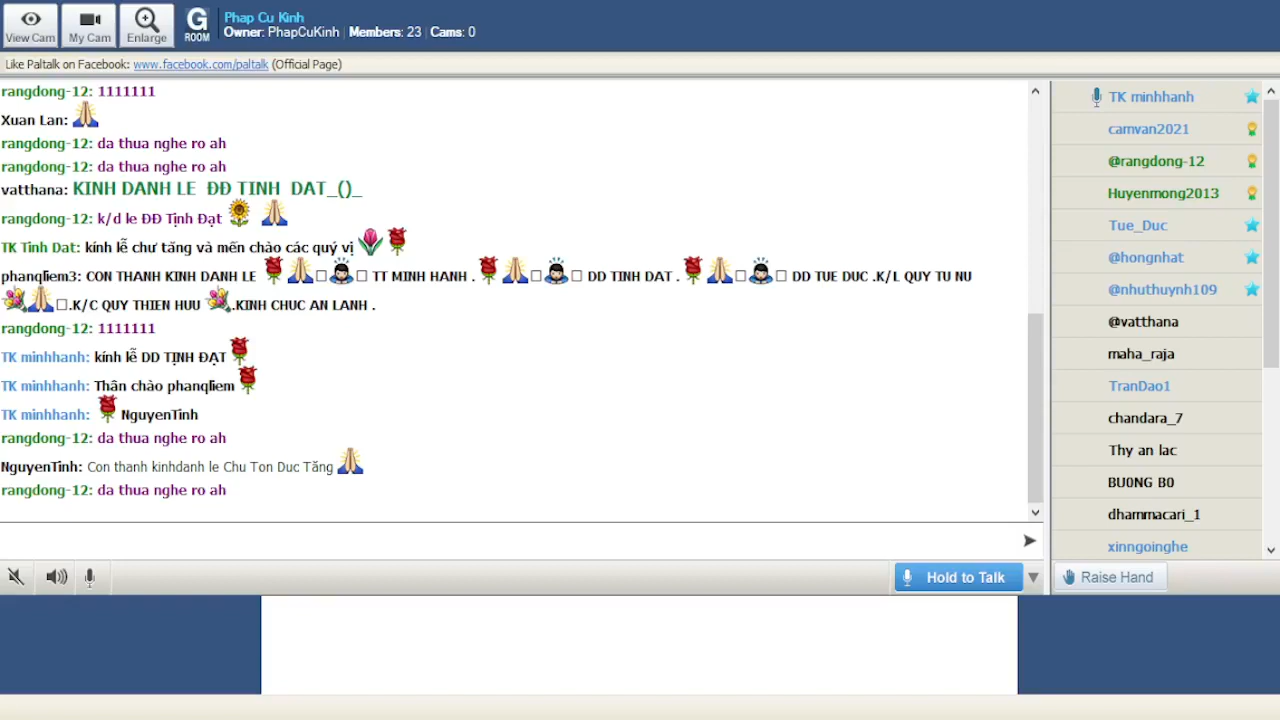 View Cam
My Cam
Enlarge
G
ROOM
Phap Cu Kinh
Owner: PhapCuKinh | Members: 23 | Cams: 0
Like Paltalk on Facebook: www.facebook.com/paltalk (Official Page)
rangdong-12: 1111111
Xuan Lan:
rangdong-12: da thua nghe ro ah
rangdong-12: da thua nghe ro ah
vatthana: KINH DANH LE ĐĐ TINH DAT_()_
rangdong-12: k/d le ĐĐ Tịnh Đạt
TK Tinh Dat: kính lễ chư tăng và mến chào các quý vị
phanqliem3: CON THANH KINH DANH LE TT MINH HANH . DD TINH DAT . DD TUE DUC .K/L QUY TU NU
.K/C QUY THIEN HUU .KINH CHUC AN LANH .
rangdong-12: 1111111
TK minhhanh: kính lễ DD TỊNH ĐẠT
TK minhhanh: Thân chào phanqliem
TK minhhanh: NguyenTinh
rangdong-12: da thua nghe ro ah
NguyenTinh: Con thanh kinhdanh le Chu Ton Duc Tăng
rangdong-12: da thua nghe ro ah
Hold to Talk
TK minhhanh
camvan2021
@rangdong-12
Huyenmong2013
Tue_Duc
@hongnhat
@nhuthuynh109
@vatthana
maha_raja
TranDao1
chandara_7
Thy an lac
BU0NG B0
dhammacari_1
xinngoinghe
Raise Hand